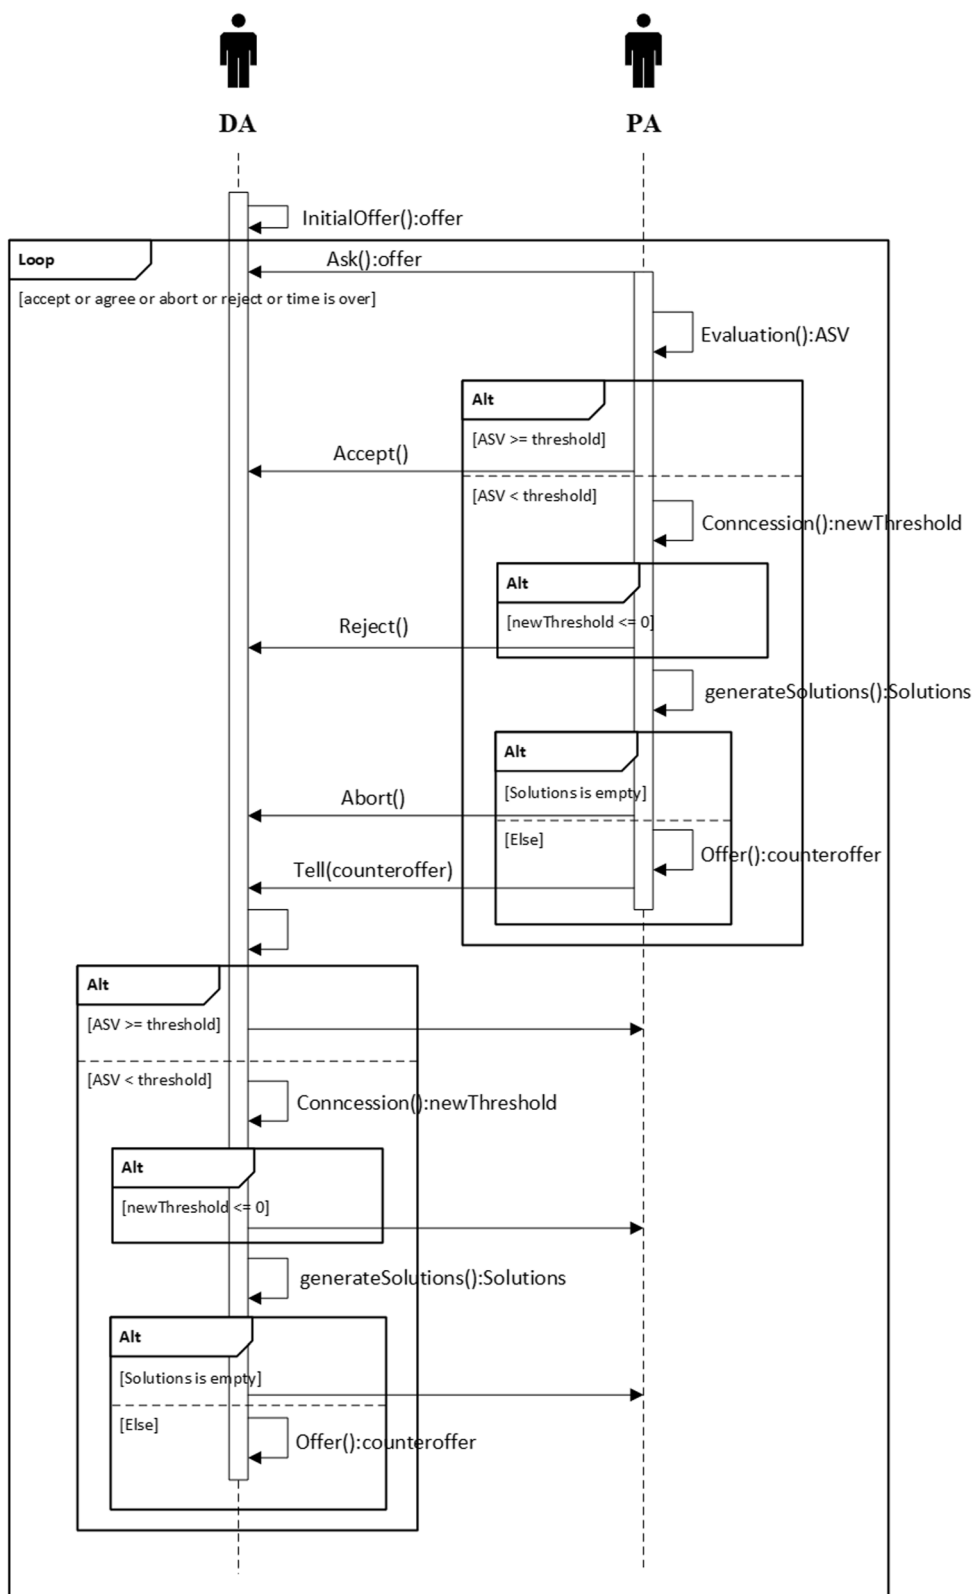 DA
PA
InitialOffer():offer
Loop
Ask():offer
[accept or agree or abort or reject or time is over]
Evaluation():ASV
Alt
[ASV >= threshold]
Accept()
[ASV < threshold]
Conncession():newThreshold
Alt
[newThreshold <= 0]
Reject()
generateSolutions():Solutions
Alt
[Solutions is empty]
Abort()
[Else]
Offer():counteroffer
Tell(counteroffer)
Alt
[ASV >= threshold]
[ASV < threshold]
Conncession():newThreshold
Alt
[newThreshold <= 0]
generateSolutions():Solutions
Alt
[Solutions is empty]
[Else]
Offer():counteroffer